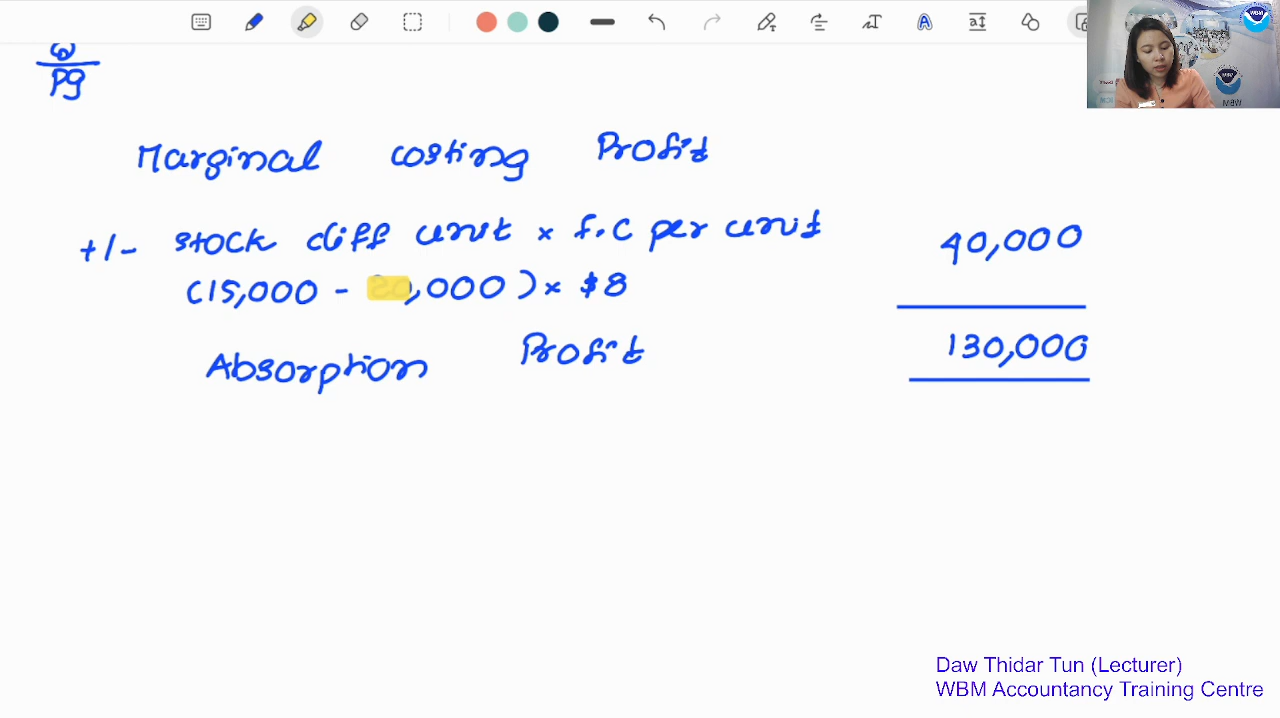 Pg
Marginal costing Profit
+/- stock diff unit × f.c per unit 40,000
(15,000 - 20,000) × $8
Absorption Profit 130,000
Daw Thidar Tun (Lecturer)
WBM Accountancy Training Centre